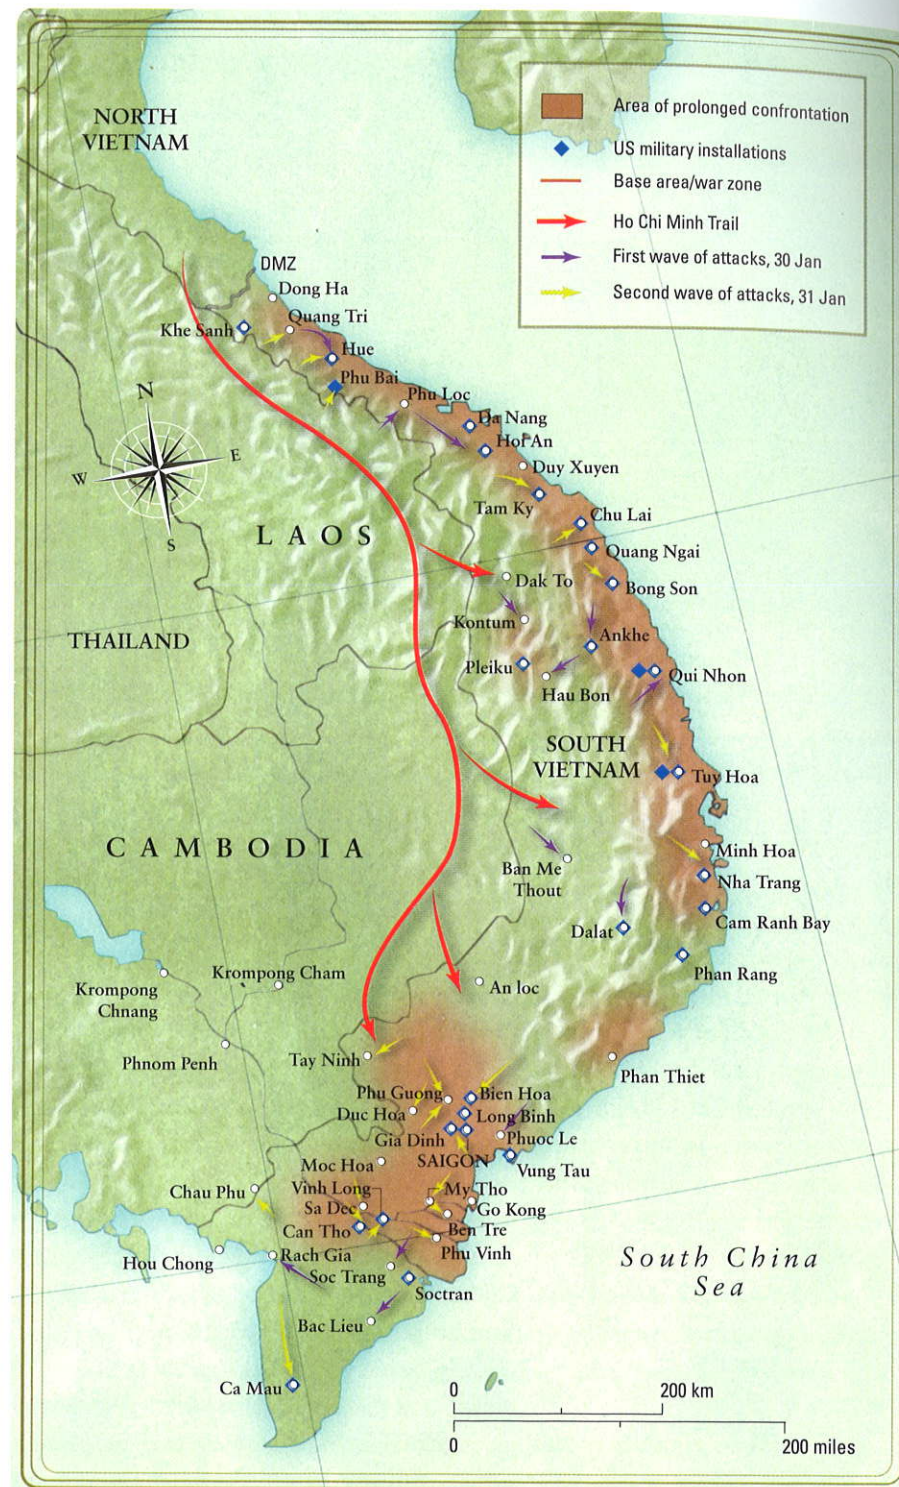 NORTH
VIETNAM
Area of prolonged confrontation
US military installations
Base area/war zone
Ho Chi Minh Trail
First wave of attacks, 30 Jan
Second wave of attacks, 31 Jan
DMZ
Dong Ha
Quang Tri
Khe Sanh
Hue
Phu Bai
Phu Loc
N
E
W
S
Da Nang
Hoi An
Duy Xuyen
Tam Ky
Chu Lai
LAOS
Quang Ngai
Dak To
Bong Son
Kontum
Ankhe
THAILAND
Pleiku
Hau Bon
Qui Nhon
SOUTH
VIETNAM
Tuy Hoa
CAMBODIA
Minh Hoa
Ban Me
Thout
Nha Trang
Cam Ranh Bay
Dalat
Phan Rang
Krompong Cham
Krompong
Chnang
An loc
Phnom Penh
Tay Ninh
Phan Thiet
Phu Guong
Bien Hoa
Duc Hoa
Long Binh
Gia Dinh
Phuoc Le
SAIGON
Vung Tau
Moc Hoa
Chau Phu
Vinh Long
My Tho
Sa Dec
Go Kong
Can Tho
Ben Tre
Phu Vinh
Hou Chong
Rach Gia
Soc Trang
Soctran
South China
Sea
Bac Lieu
Ca Mau
0
200 km
0
200 miles